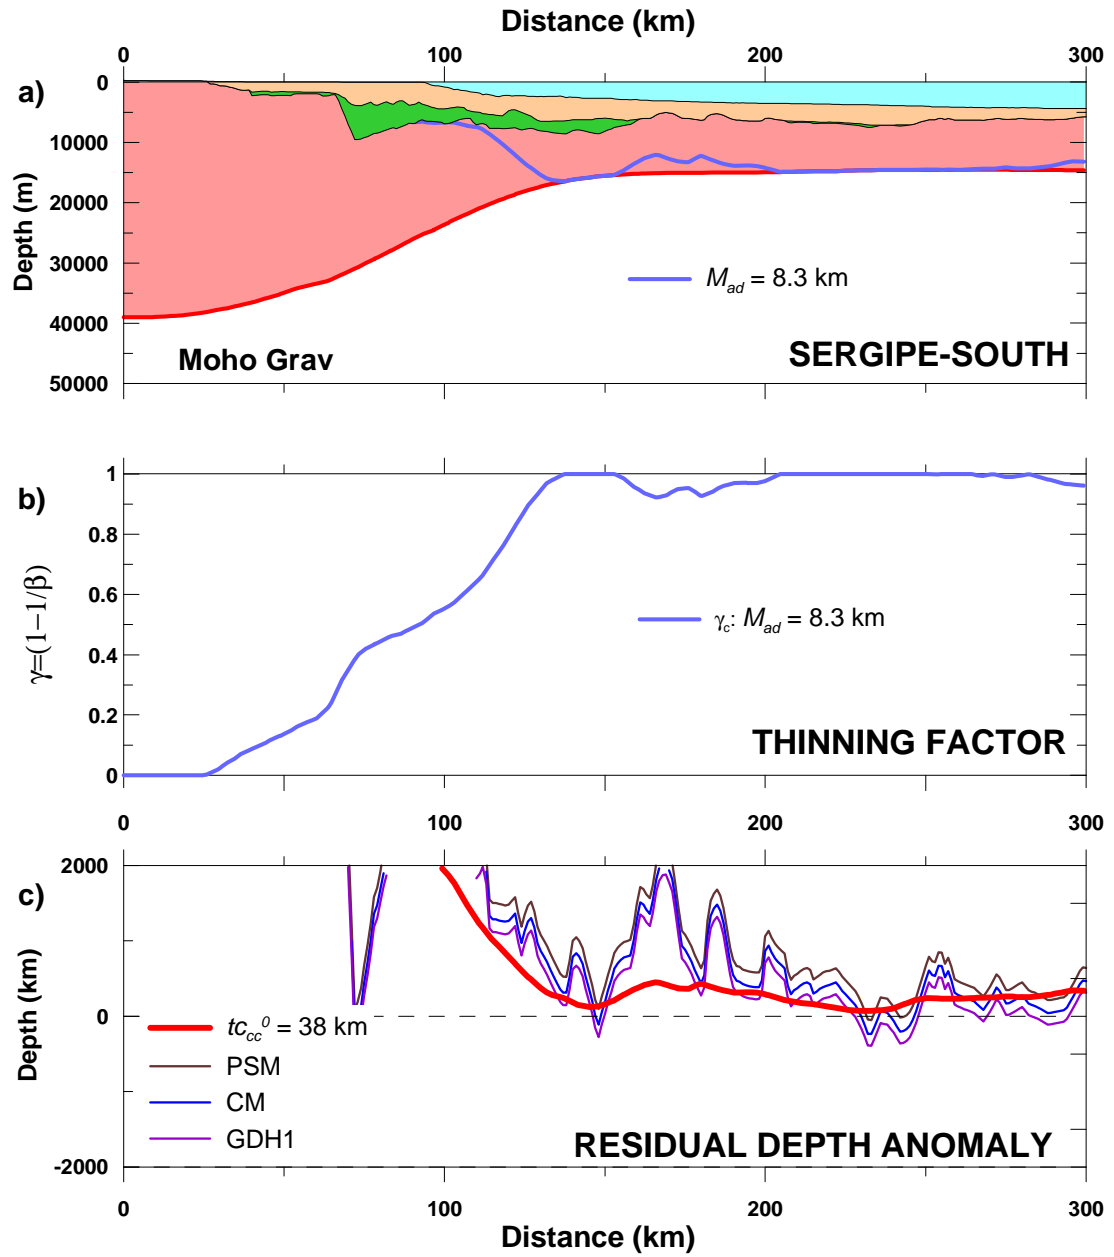 Distance (km)
0 100 200 300
a)
0
10000
20000
30000
40000
50000
Depth (m)
M_ad = 8.3 km
Moho Grav
SERGIPE-SOUTH
b)
1
0.8
0.6
0.4
0.2
0
γ=(1−1/β)
γ_c: M_ad = 8.3 km
THINNING FACTOR
0 100 200 300
c)
2000
0
-2000
Depth (km)
tc_cc^0 = 38 km
PSM
CM
GDH1
RESIDUAL DEPTH ANOMALY
0 100 200 300
Distance (km)